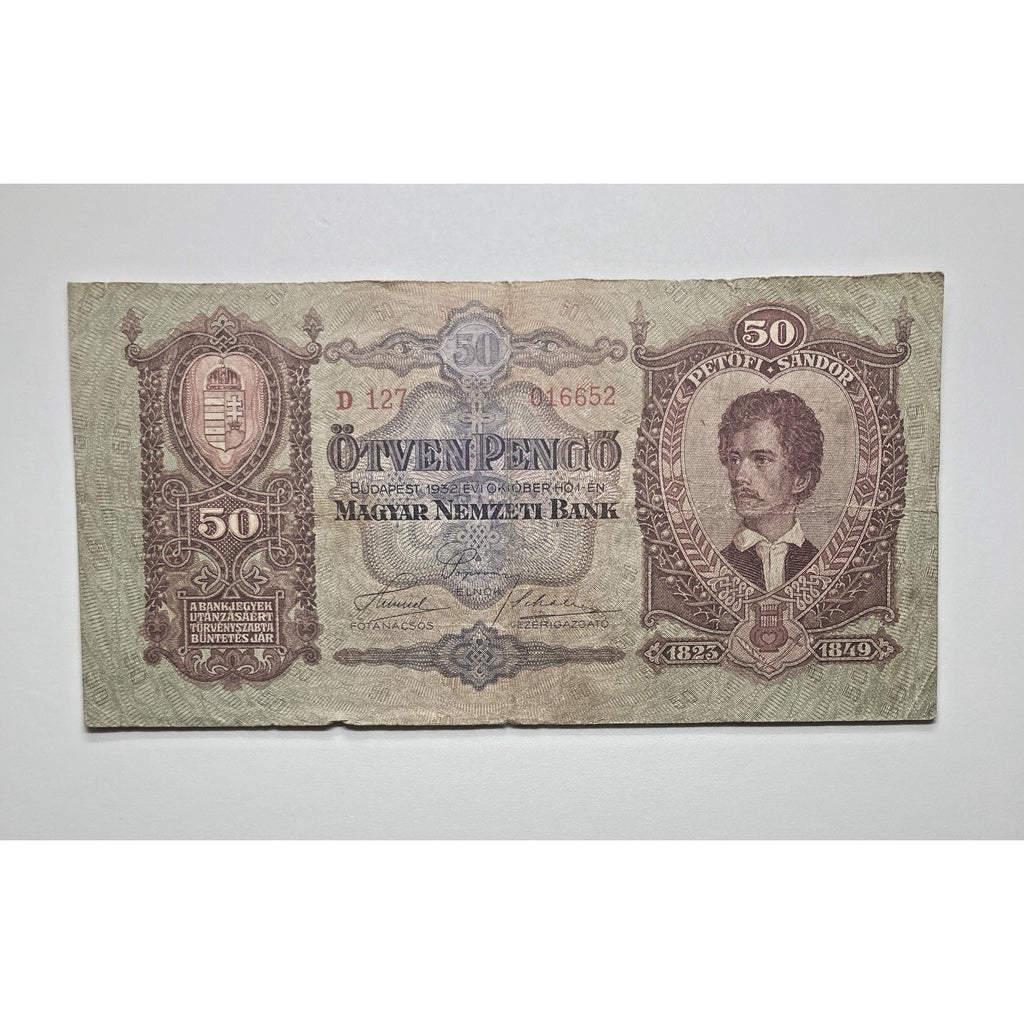 50
A BANKJEGYEK
UTÁNZÁSAÉRT
TÖRVÉNYSZABTA
BÜNTETÉS JÁR
50
D 127 016652
ÖTVEN PENGŐ
BUDAPEST, 1932. ÉVI OKTÓBER HÓ 1-ÉN
MAGYAR NEMZETI BANK
ELNÖK
FŐTANÁCSOS VEZÉRIGAZGATÓ
50
PETŐFI · SÁNDOR
1823 1849